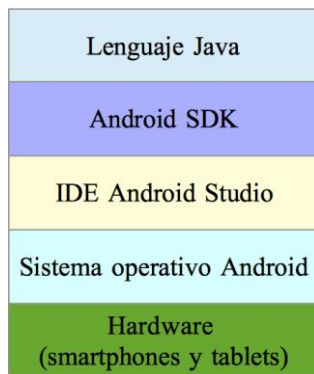 Lenguaje Java
Android SDK
IDE Android Studio
Sistema operativo Android
Hardware
(smartphones y tablets)